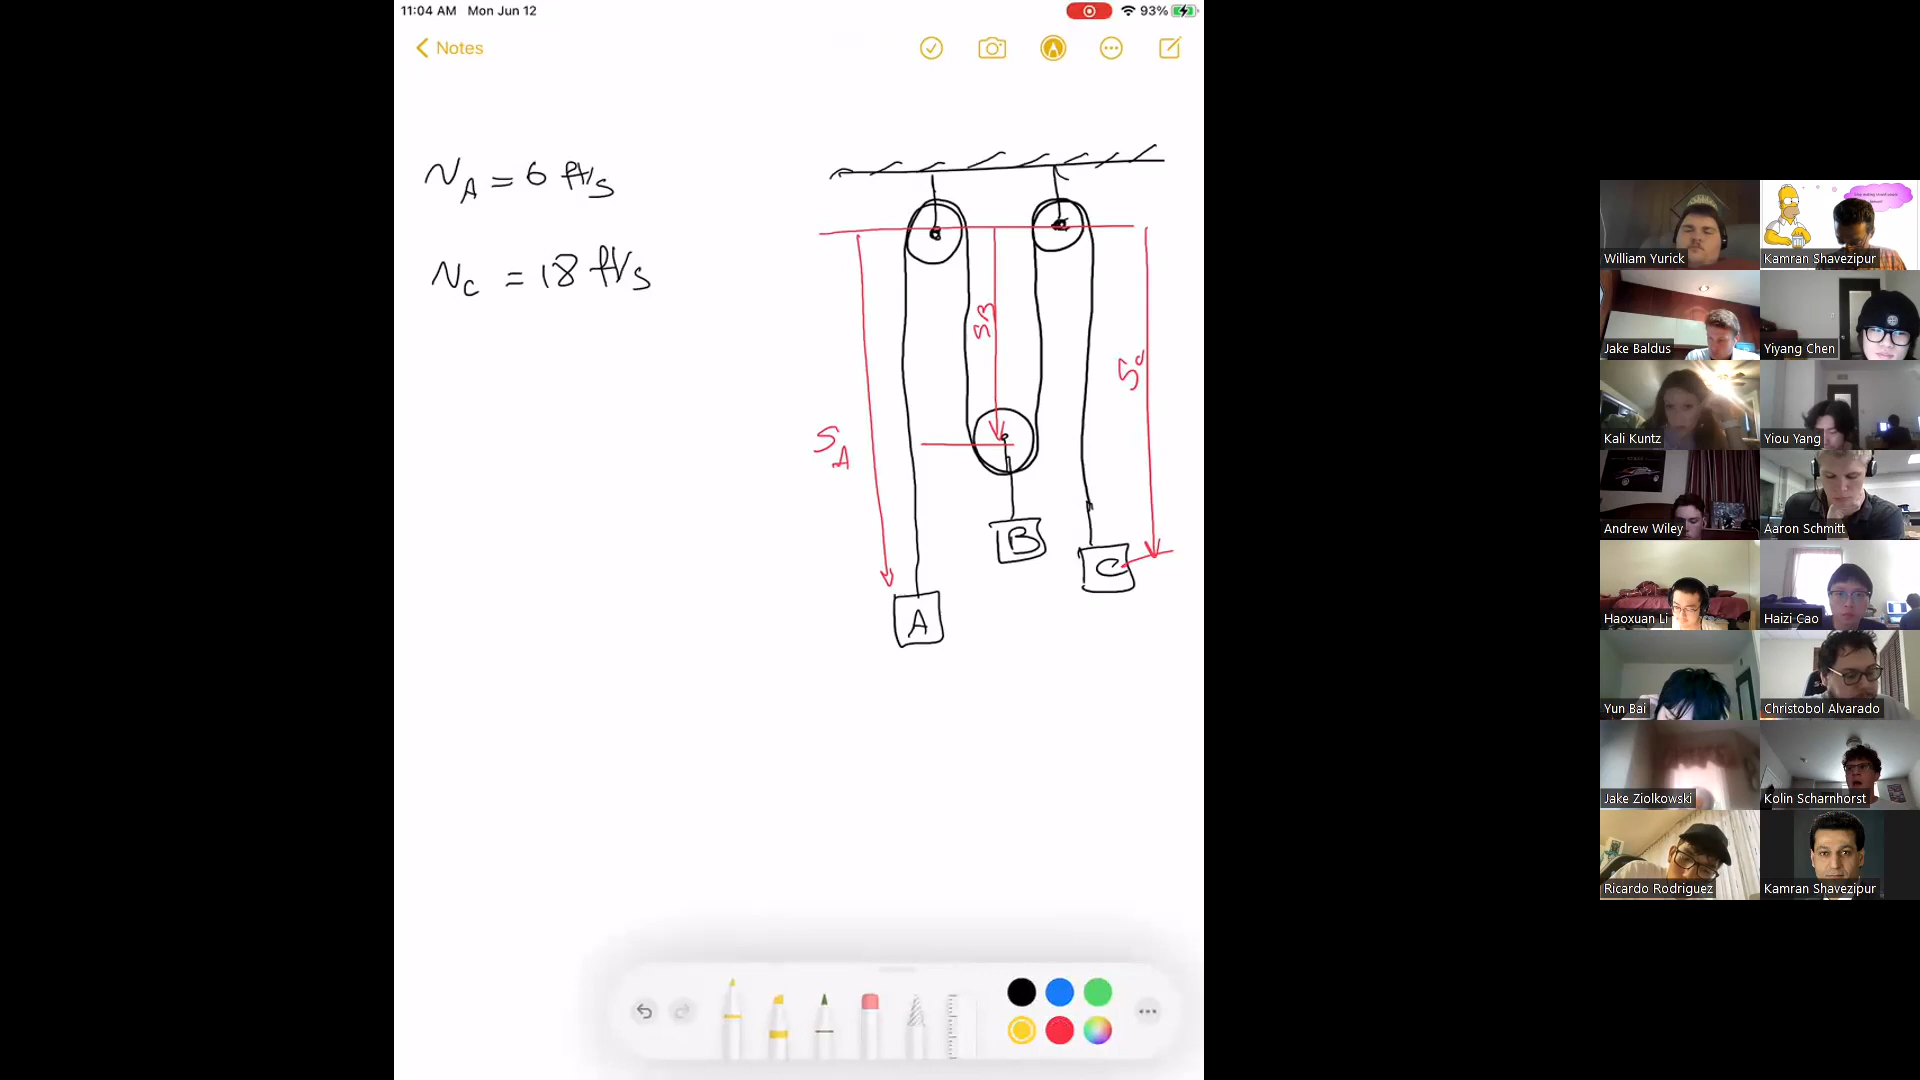 11:04 AM Mon Jun 12
93%
Notes
v_A = 6 ft/s
v_C = 18 ft/s
S_B
S_C
S_A
B
C
A
William Yurick
Kamran Shavezipur
Jake Baldus
Yiyang Chen
Kali Kuntz
Yiou Yang
Andrew Wiley
Aaron Schmitt
Haoxuan Li
Haizi Cao
Yun Bai
Christobol Alvarado
Jake Ziolkowski
Kolin Scharnhorst
Ricardo Rodriguez
Kamran Shavezipur